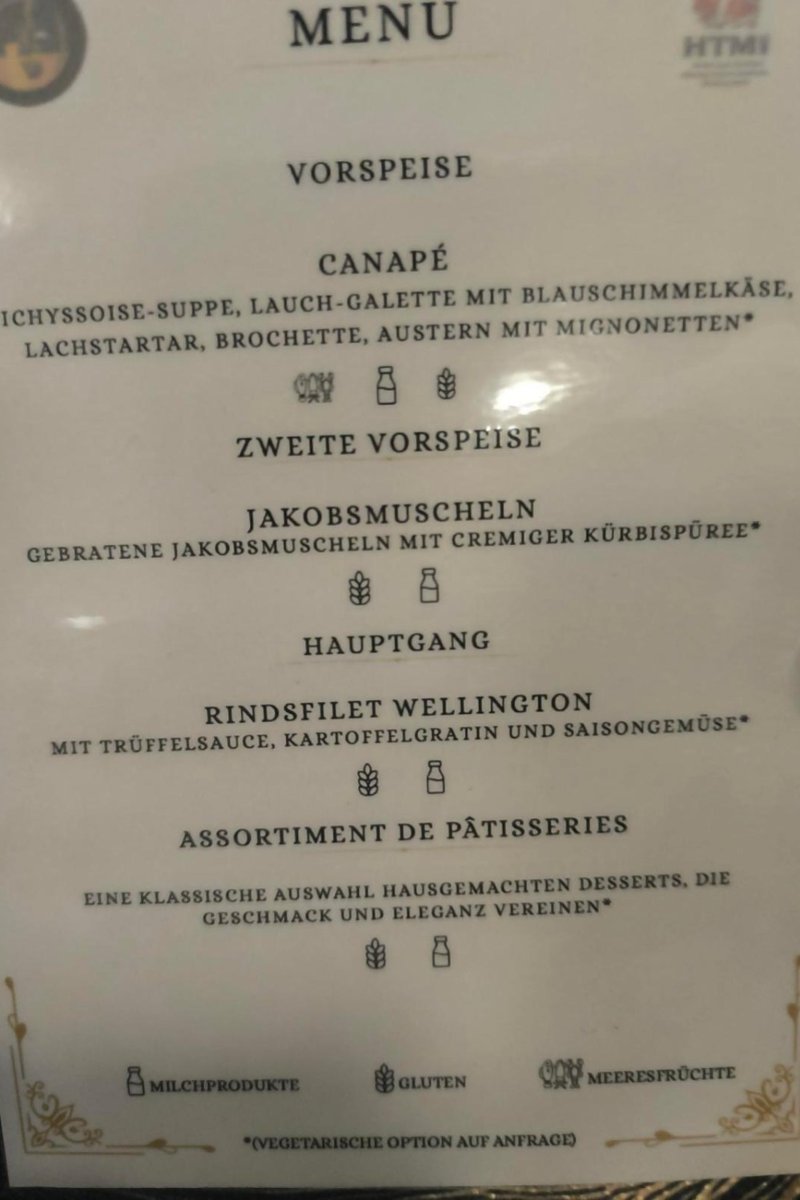 MENU
HTMI
VORSPEISE
CANAPÉ
ICHYSSOISE-SUPPE, LAUCH-GALETTE MIT BLAUSCHIMMELKÄSE,
LACHSTARTAR, BROCHETTE, AUSTERN MIT MIGNONETTEN*
ZWEITE VORSPEISE
JAKOBSMUSCHELN
GEBRATENE JAKOBSMUSCHELN MIT CREMIGER KÜRBISPÜREE*
HAUPTGANG
RINDSFILET WELLINGTON
MIT TRÜFFELSAUCE, KARTOFFELGRATIN UND SAISONGEMÜSE*
ASSORTIMENT DE PÂTISSERIES
EINE KLASSISCHE AUSWAHL HAUSGEMACHTEN DESSERTS, DIE
GESCHMACK UND ELEGANZ VEREINEN*
MILCHPRODUKTE GLUTEN MEERESFRÜCHTE
*(VEGETARISCHE OPTION AUF ANFRAGE)